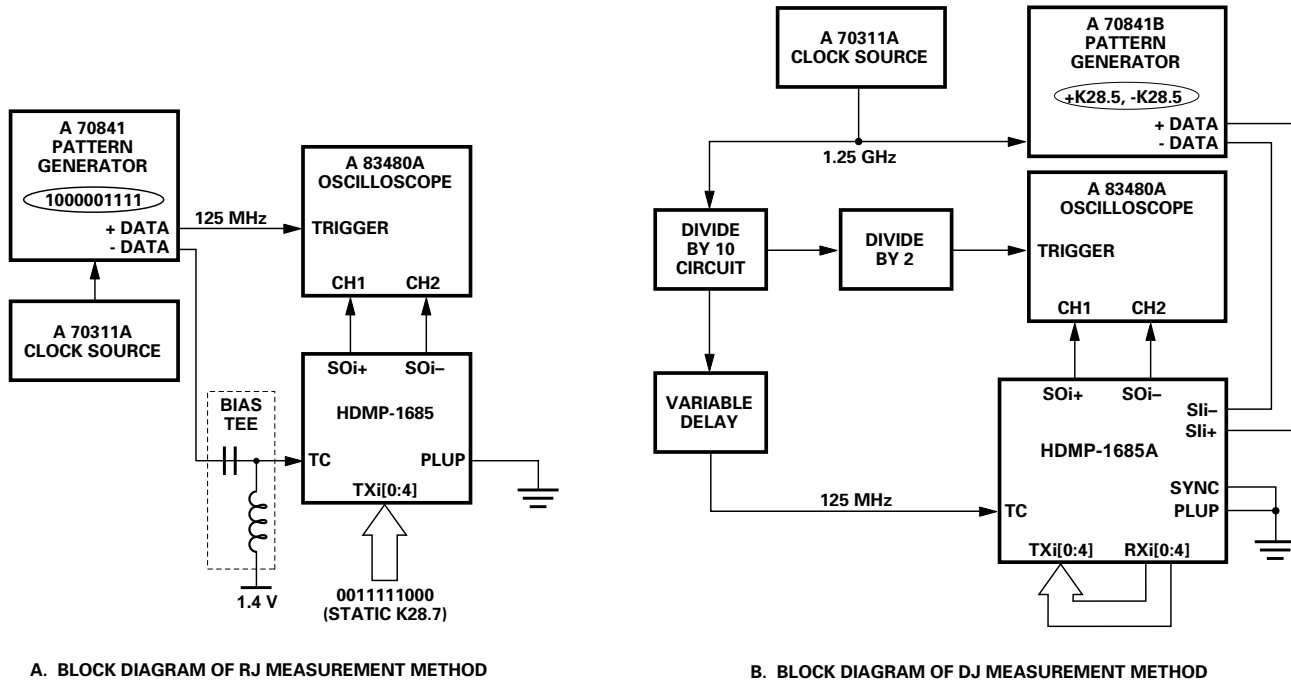 A 70841
PATTERN
GENERATOR
1000001111
+ DATA
- DATA
125 MHz
A 83480A
OSCILLOSCOPE
TRIGGER
CH1 CH2
A 70311A
CLOCK SOURCE
BIAS
TEE
SOi+ SOi–
HDMP-1685
TC PLUP
TXi[0:4]
1.4 V
0011111000
(STATIC K28.7)
A. BLOCK DIAGRAM OF RJ MEASUREMENT METHOD
A 70311A
CLOCK SOURCE
A 70841B
PATTERN
GENERATOR
+K28.5, -K28.5
+ DATA
- DATA
1.25 GHz
DIVIDE
BY 10
CIRCUIT
DIVIDE
BY 2
A 83480A
OSCILLOSCOPE
TRIGGER
CH1 CH2
VARIABLE
DELAY
SOi+ SOi–
SIi–
SIi+
HDMP-1685A
125 MHz
TC
SYNC
PLUP
TXi[0:4] RXi[0:4]
B. BLOCK DIAGRAM OF DJ MEASUREMENT METHOD